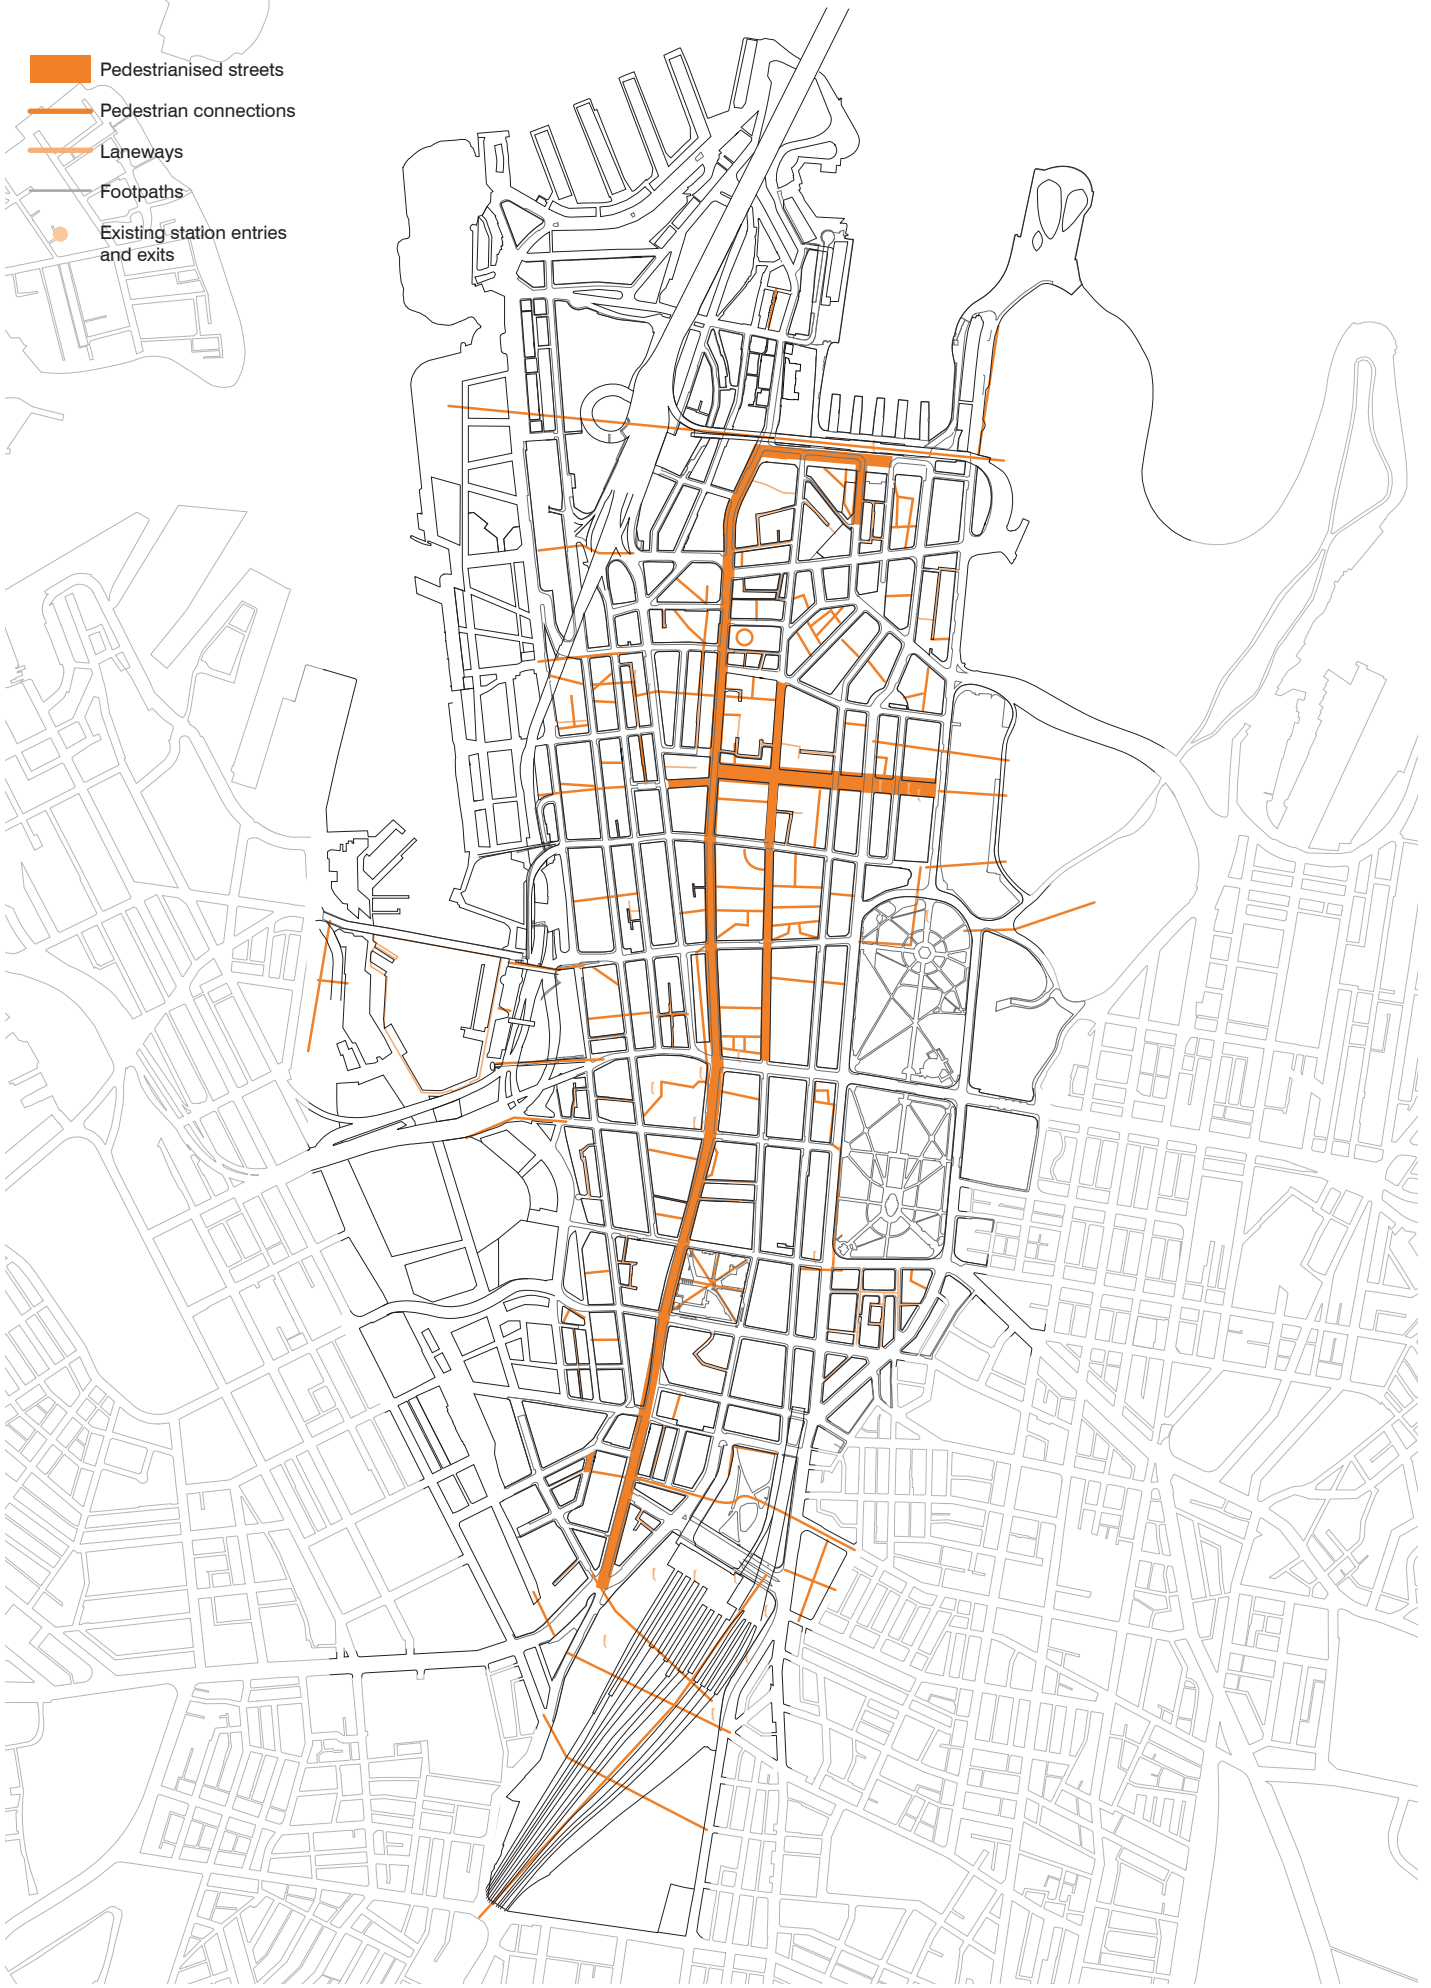 Pedestrianised streets
Pedestrian connections
Laneways
Footpaths
Existing station entries
and exits